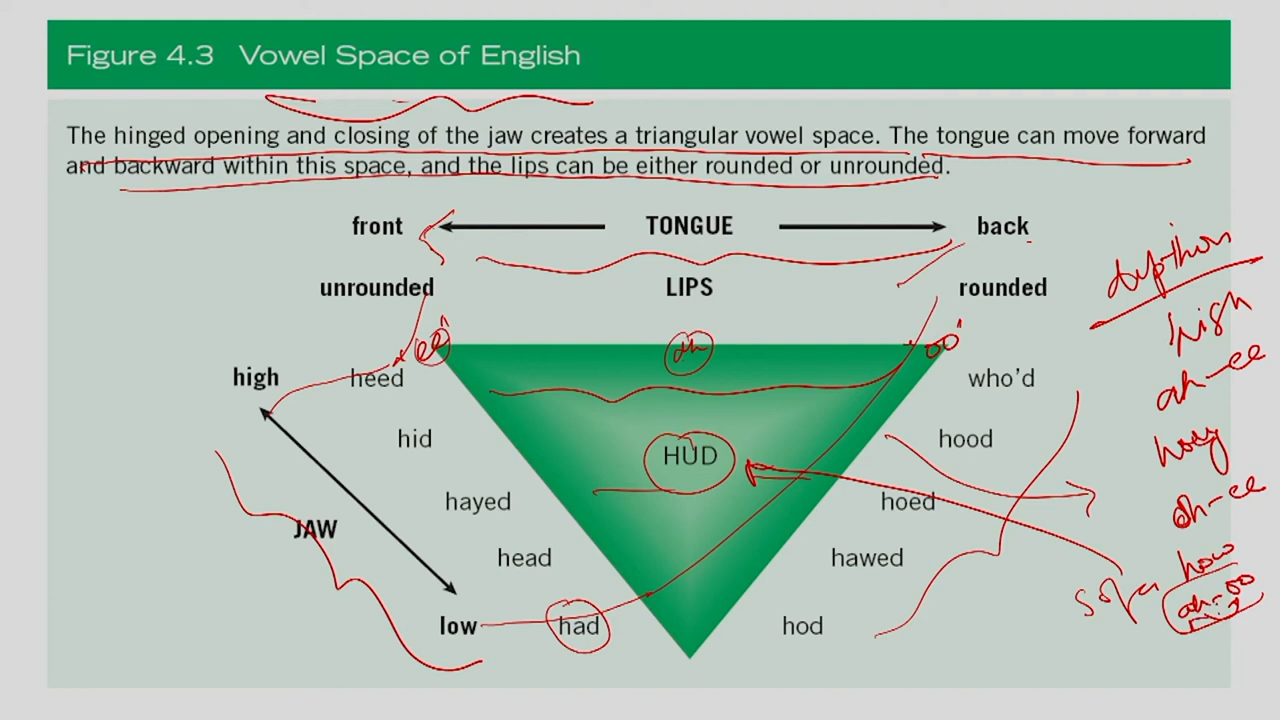 Figure 4.3 Vowel Space of English
The hinged opening and closing of the jaw creates a triangular vowel space. The tongue can move forward
and backward within this space, and the lips can be either rounded or unrounded.
front TONGUE back
unrounded LIPS rounded
ee ah oo
high heed who'd
hid HUD hood
hayed hoed
JAW head hawed
low had hod
high
ah-ee
oh-ee
how
sofa ah-oo